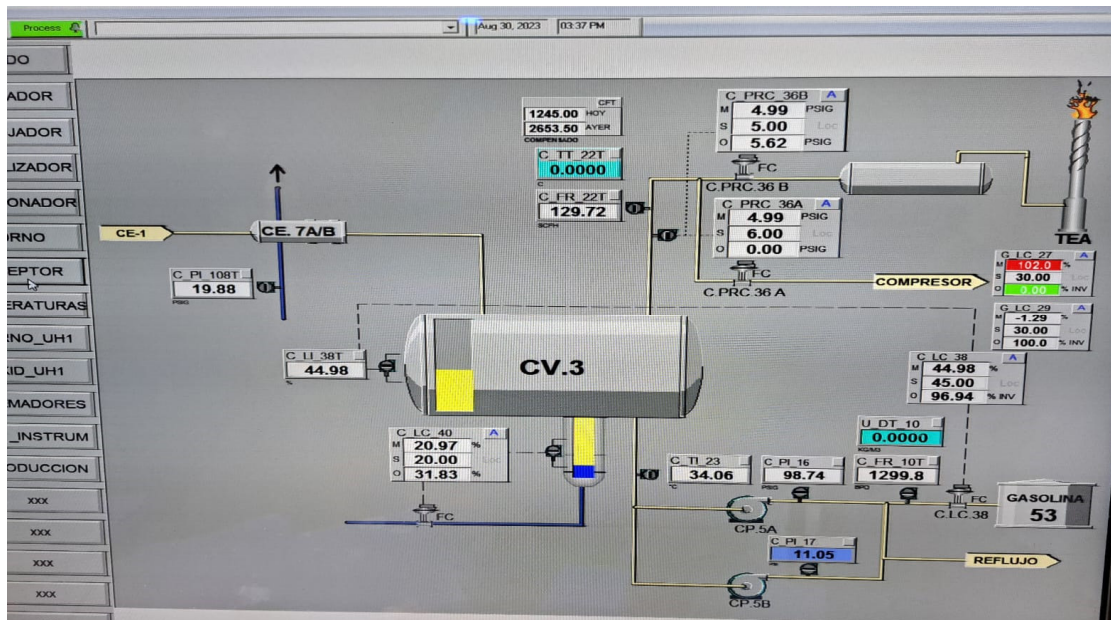 Process
Aug 30, 2023
03:37 PM
DO
ADOR
JADOR
LIZADOR
ONADOR
ORNO
EPTOR
ERATURAS
RNO_UH1
KID_UH1
MADORES
_INSTRUM
ODUCCION
xxx
xxx
xxx
xxx
CE-1
CE. 7A/B
C_PI_108T
19.88
PSIG
CFT
1245.00 HOY
2653.50 AYER
COMPENSADO
C_TT_22T
0.0000
C
C_FR_22T
129.72
SCPH
C_PRC_36B A
M 4.99 PSIG
S 5.00 Loc
O 5.62 PSIG
FC
C.PRC.36 B
C_PRC_36A A
M 4.99 PSIG
S 6.00 Loc
O 0.00 PSIG
FC
C.PRC 36 A
TEA
COMPRESOR
G_LC_27 A
M 102.0 %
S 30.00 Loc
O 0.00 % INV
G_LC_29 A
M -1.29 %
S 30.00 Loc
O 100.0 % INV
C_LC_38 A
M 44.98 %
S 45.00 Loc
O 96.94 % INV
C_LI_38T
44.98
%
CV.3
C_LC_40 A
M 20.97 %
S 20.00 Loc
O 31.83 %
FC
U_DT_10
0.0000
C_TI_23
34.06
°C
C_PI_16
98.74
PSIG
C_FR_10T
1299.8
BPD
FC
C.LC.38
GASOLINA
53
CP.5A
C_PI_17
11.05
REFLUJO
CP.5B